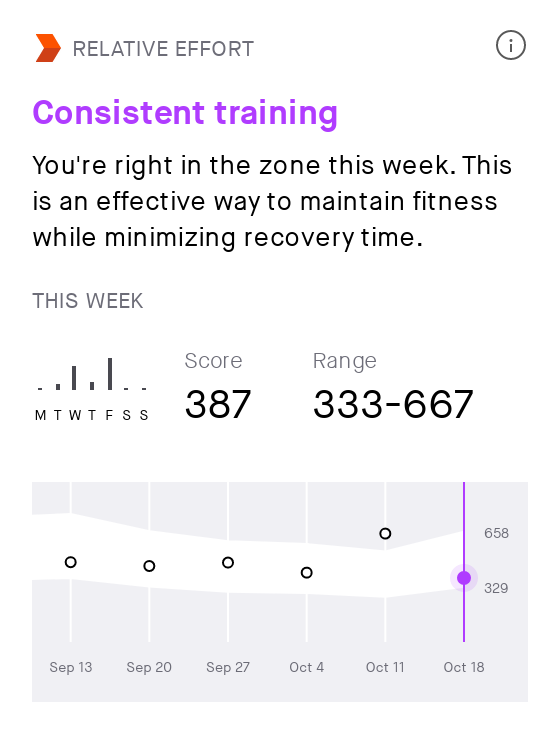 RELATIVE EFFORT
Consistent training
You're right in the zone this week. This
is an effective way to maintain fitness
while minimizing recovery time.
THIS WEEK
M T W T F S S
Score
387
Range
333-667
658
329
Sep 13 Sep 20 Sep 27 Oct 4 Oct 11 Oct 18